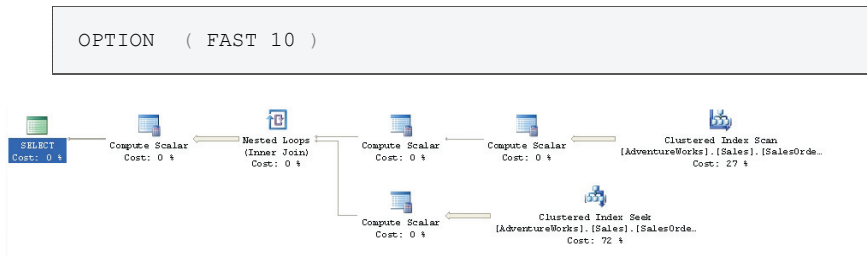 OPTION ( FAST 10 )
SELECT
Cost: 0 %
Compute Scalar
Cost: 0 %
Nested Loops
(Inner Join)
Cost: 0 %
Compute Scalar
Cost: 0 %
Compute Scalar
Cost: 0 %
Clustered Index Scan
[AdventureWorks].[Sales].[SalesOrde…
Cost: 27 %
Compute Scalar
Cost: 0 %
Clustered Index Seek
[AdventureWorks].[Sales].[SalesOrde…
Cost: 72 %